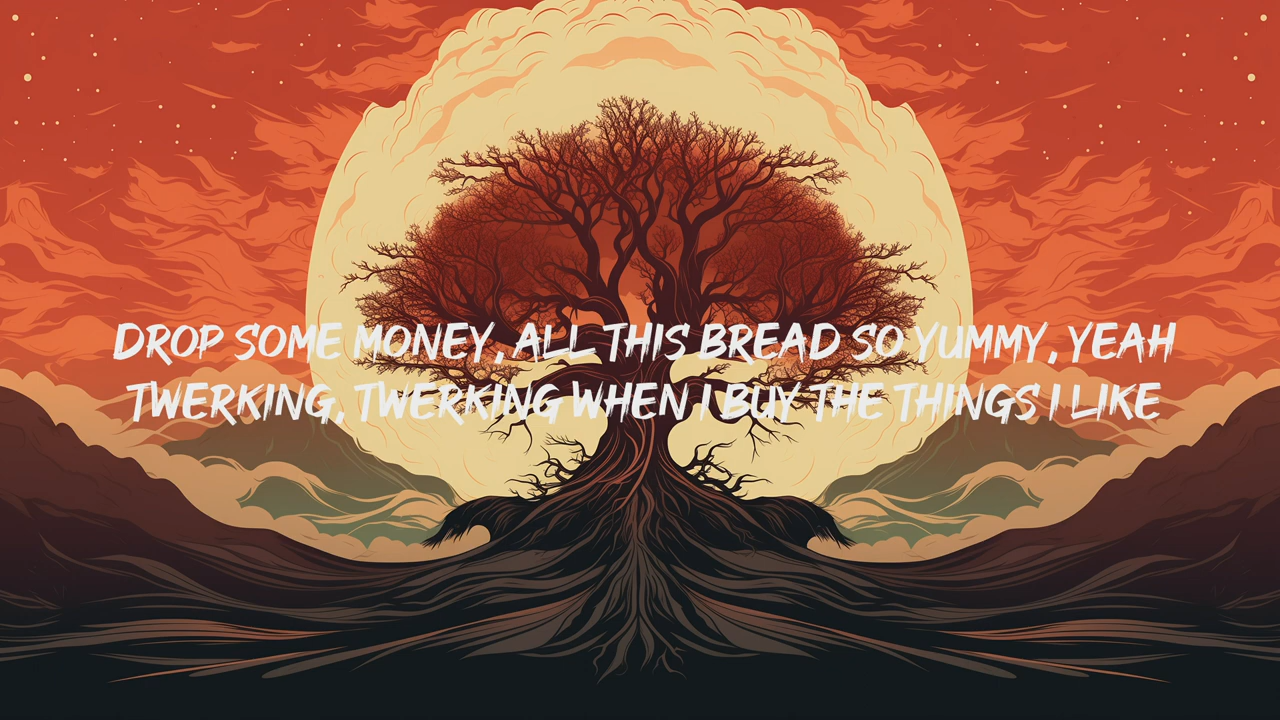 DROP SOME MONEY, ALL THIS BREAD SO YUMMY, YEAH
TWERKING, TWERKING WHEN I BUY THE THINGS I LIKE